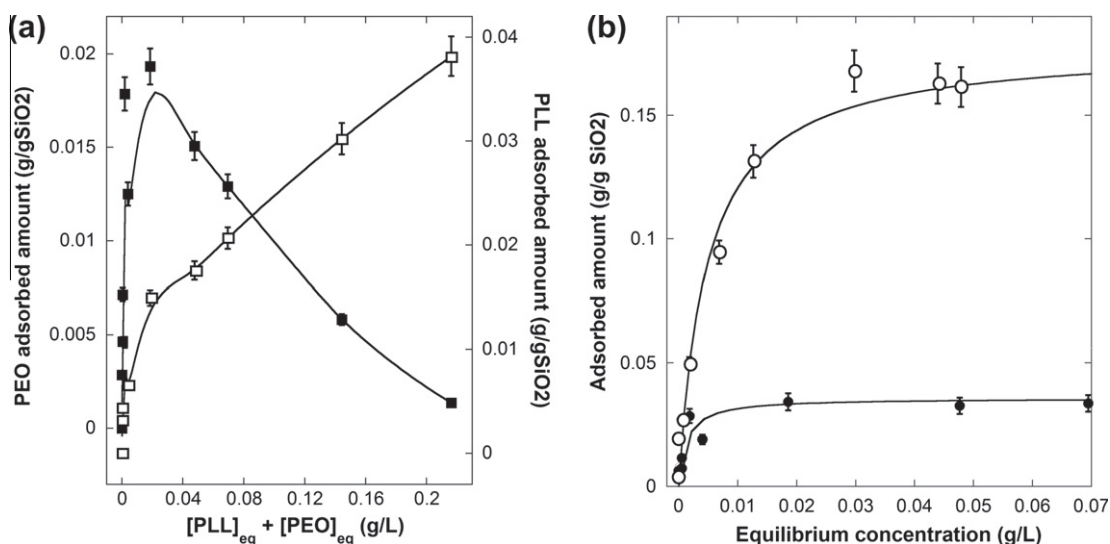 (a)
PEO adsorbed amount (g/gSiO2)
0.02
0.015
0.01
0.005
0
0 0.04 0.08 0.12 0.16 0.2
[PLL]eq + [PEO]eq (g/L)
0.04
0.03
0.02
0.01
0
PLL adsorbed amount (g/gSiO2)
(b)
Adsorbed amount (g/g SiO2)
0.15
0.1
0.05
0
0 0.01 0.02 0.03 0.04 0.05 0.06 0.07
Equilibrium concentration (g/L)